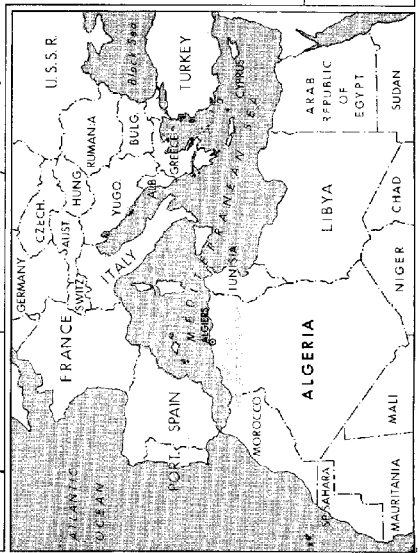 U.S.S.R.
GERMANY
CZECH.
FRANCE
SWITZ.
AUST.
HUNG.
RUMANIA
Black Sea
ATLANTIC
OCEAN
ITALY
YUGO.
BULG.
ALB.
GREECE
TURKEY
PORT.
SPAIN
MEDITERRANEAN SEA
CYPRUS
ALGIERS
TUNISIA
MOROCCO
ALGERIA
LIBYA
ARAB
REPUBLIC
OF
EGYPT
SP. SAHARA
MAURITANIA
MALI
NIGER
CHAD
SUDAN